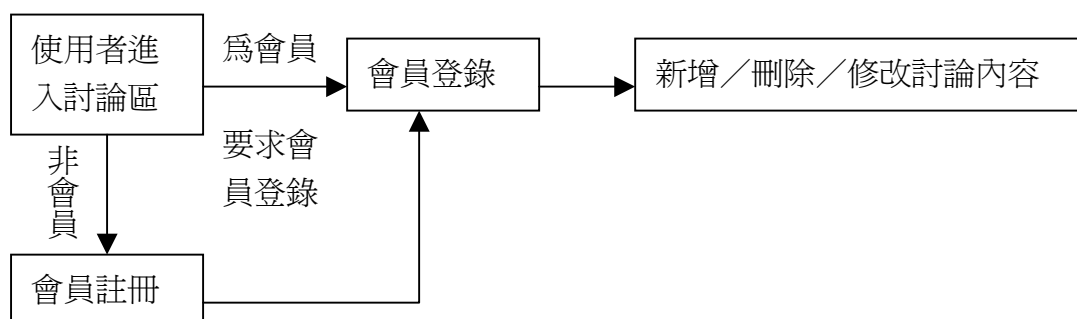 使用者進
入討論區
為會員
要求會
員登錄
會員登錄
新增／刪除／修改討論內容
非會員
會員註冊